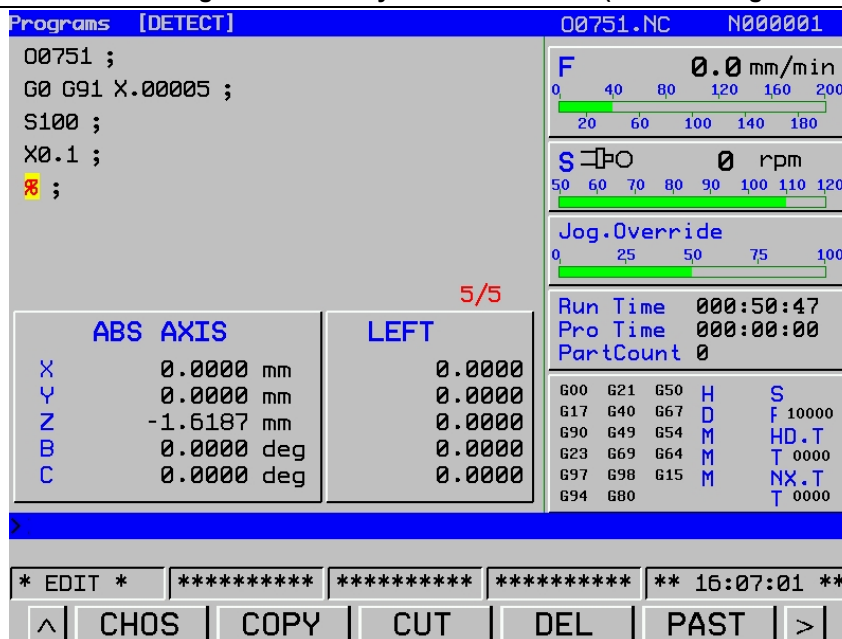 Programs [DETECT] O0751.NC N000001
O0751 ;
G0 G91 X.00005 ;
S100 ;
X0.1 ;
% ;
5/5
F 0.0 mm/min
0 40 80 120 160 200
20 60 100 140 180
S 0 rpm
50 60 70 80 90 100 110 120
Jog.Override
0 25 50 75 100
Run Time 000:50:47
Pro Time 000:00:00
PartCount 0
ABS AXIS LEFT
X 0.0000 mm 0.0000
Y 0.0000 mm 0.0000
Z -1.6187 mm 0.0000
B 0.0000 deg 0.0000
C 0.0000 deg 0.0000
G00 G21 G50 H S
G17 G40 G67 D F 10000
G90 G49 G54 M HD.T
G23 G69 G64 M T 0000
G97 G98 G15 M NX.T
G94 G80 T 0000
>
* EDIT * ********** ********** ********** ** 16:07:01 **
^ CHOS COPY CUT DEL PAST >